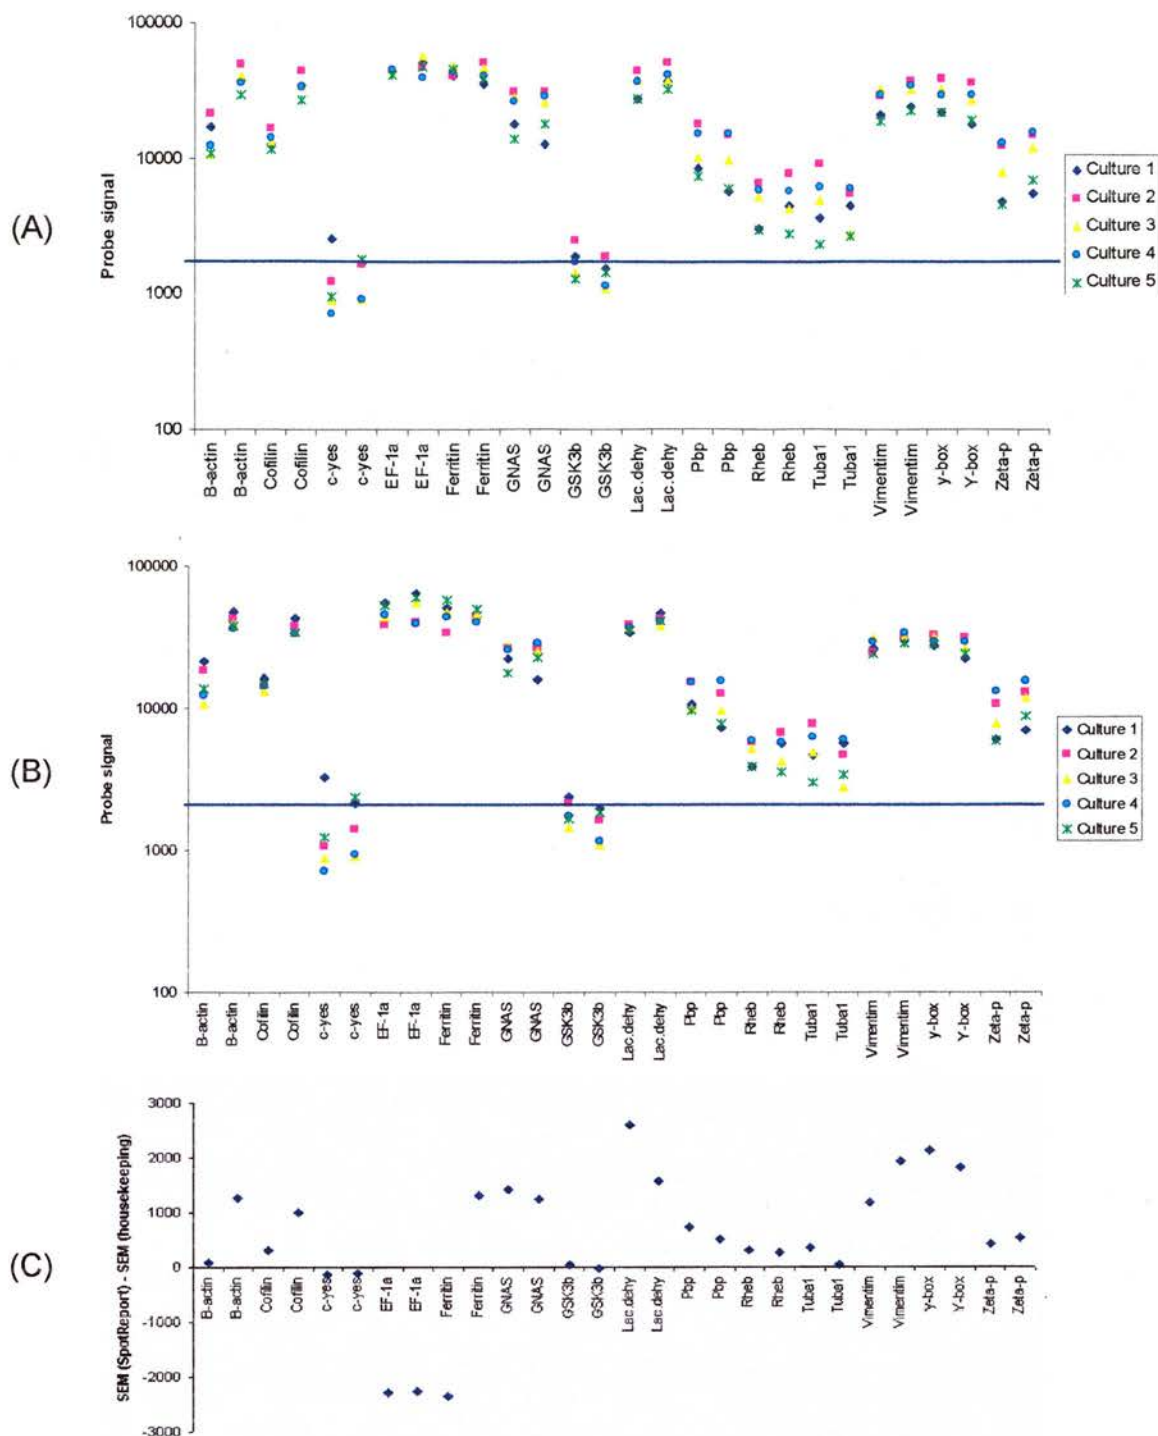 (A)
Probe signal
100000
10000
1000
100
B-actin
B-actin
Cofilin
Cofilin
c-yes
c-yes
EF-1a
EF-1a
Ferritin
Ferritin
GNAS
GNAS
GSK3b
GSK3b
Lac.dehy
Lac.dehy
Pbp
Pbp
Rheb
Rheb
Tuba1
Tuba1
Vimentim
Vimentim
y-box
Y-box
Zeta-p
Zeta-p
Culture 1
Culture 2
Culture 3
Culture 4
Culture 5
(B)
Probe signal
100000
10000
1000
100
B-actin
B-actin
Cofilin
Cofilin
c-yes
c-yes
EF-1a
EF-1a
Ferritin
Ferritin
GNAS
GNAS
GSK3b
GSK3b
Lac.dehy
Lac.dehy
Pbp
Pbp
Rheb
Rheb
Tuba1
Tuba1
Vimentim
Vimentim
y-box
Y-box
Zeta-p
Zeta-p
Culture 1
Culture 2
Culture 3
Culture 4
Culture 5
(C)
SEM (SpotReport) - SEM (housekeeping)
3000
2000
1000
0
-1000
-2000
-3000
B-actin
B-actin
Cofilin
Cofilin
c-yes
c-yes
EF-1a
EF-1a
Ferritin
Ferritin
GNAS
GNAS
GSK3b
GSK3b
Lac.dehy
Lac.dehy
Pbp
Pbp
Rheb
Rheb
Tuba1
Tuba1
Vimentim
Vimentim
y-box
Y-box
Zeta-p
Zeta-p